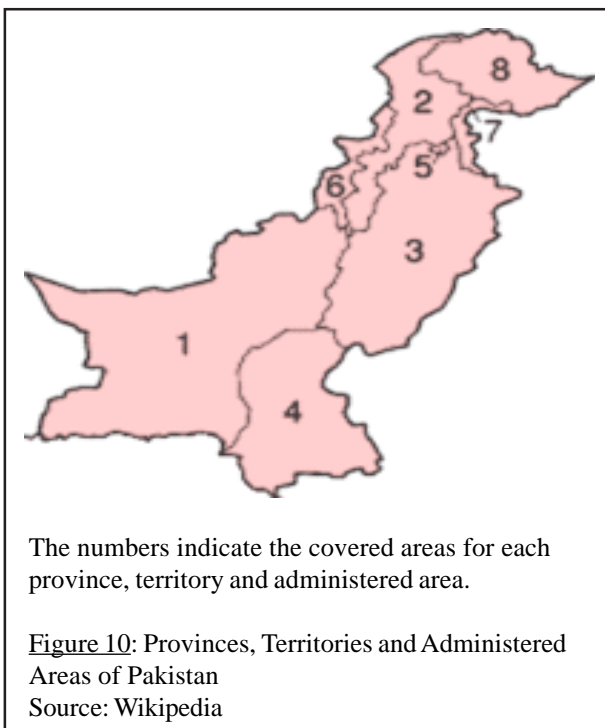 8
2
7
5
6
3
1
4
The numbers indicate the covered areas for each
province, territory and administered area.
Figure 10: Provinces, Territories and Administered
Areas of Pakistan
Source: Wikipedia